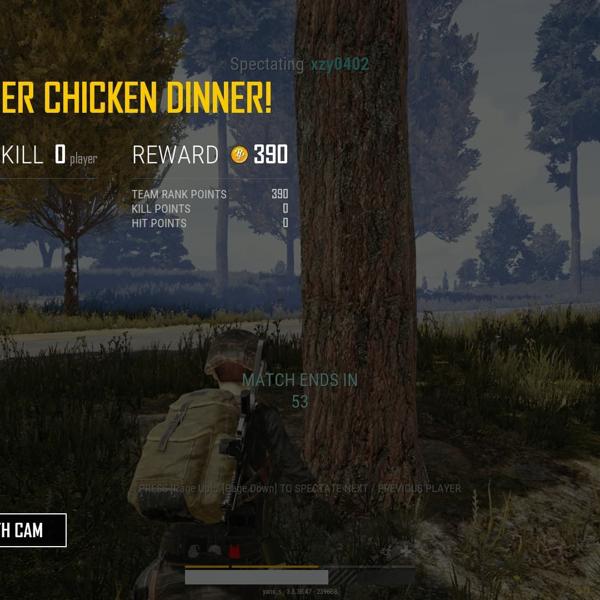 Spectating xzy0402
ER CHICKEN DINNER!
KILL 0 player REWARD 390
TEAM RANK POINTS 390
KILL POINTS 0
HIT POINTS 0
MATCH ENDS IN
53
PRESS [Page Up] / [Page Down] TO SPECTATE NEXT / PREVIOUS PLAYER
TH CAM